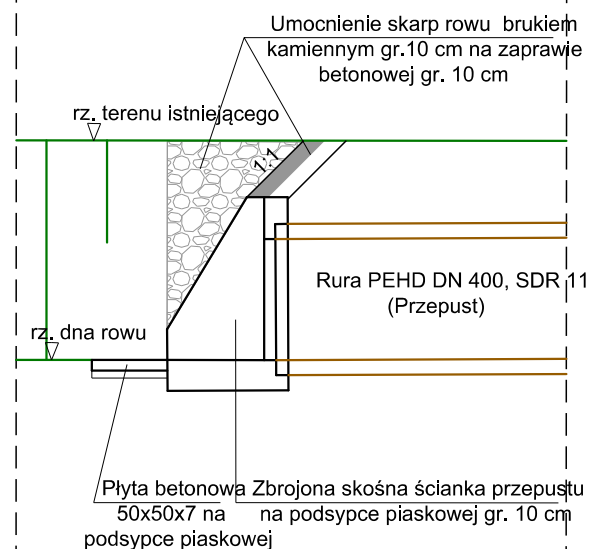 Umocnienie skarp rowu brukiem
kamiennym gr.10 cm na zaprawie
betonowej gr. 10 cm
rz. terenu istniejącego
1:1
Rura PEHD DN 400, SDR 11
(Przepust)
rz. dna rowu
Płyta betonowa
50x50x7 na
podsypce piaskowej
Zbrojona skośna ścianka przepustu
na podsypce piaskowej gr. 10 cm